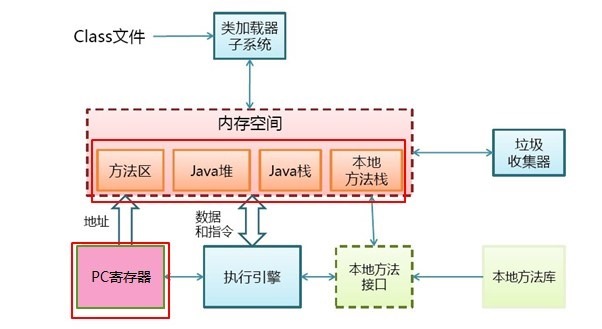 Class文件
类加载器
子系统
内存空间
方法区
Java堆
Java栈
本地
方法栈
垃圾
收集器
地址
数据
和指令
PC寄存器
执行引擎
本地方法
接口
本地方法库